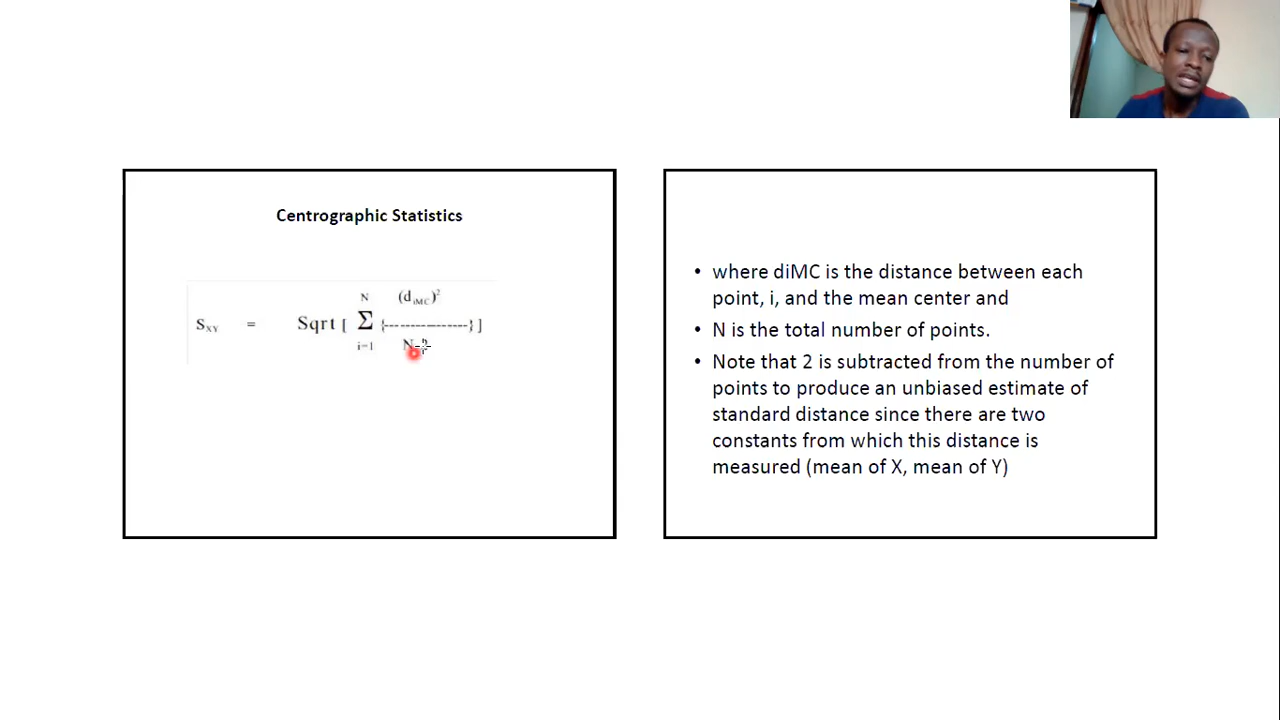 Centrographic Statistics
N (d iMC)²
S XY = Sqrt [ Σ {---------------} ]
i=1
• where diMC is the distance between each
point, i, and the mean center and
• N is the total number of points.
• Note that 2 is subtracted from the number of
points to produce an unbiased estimate of
standard distance since there are two
constants from which this distance is
measured (mean of X, mean of Y)